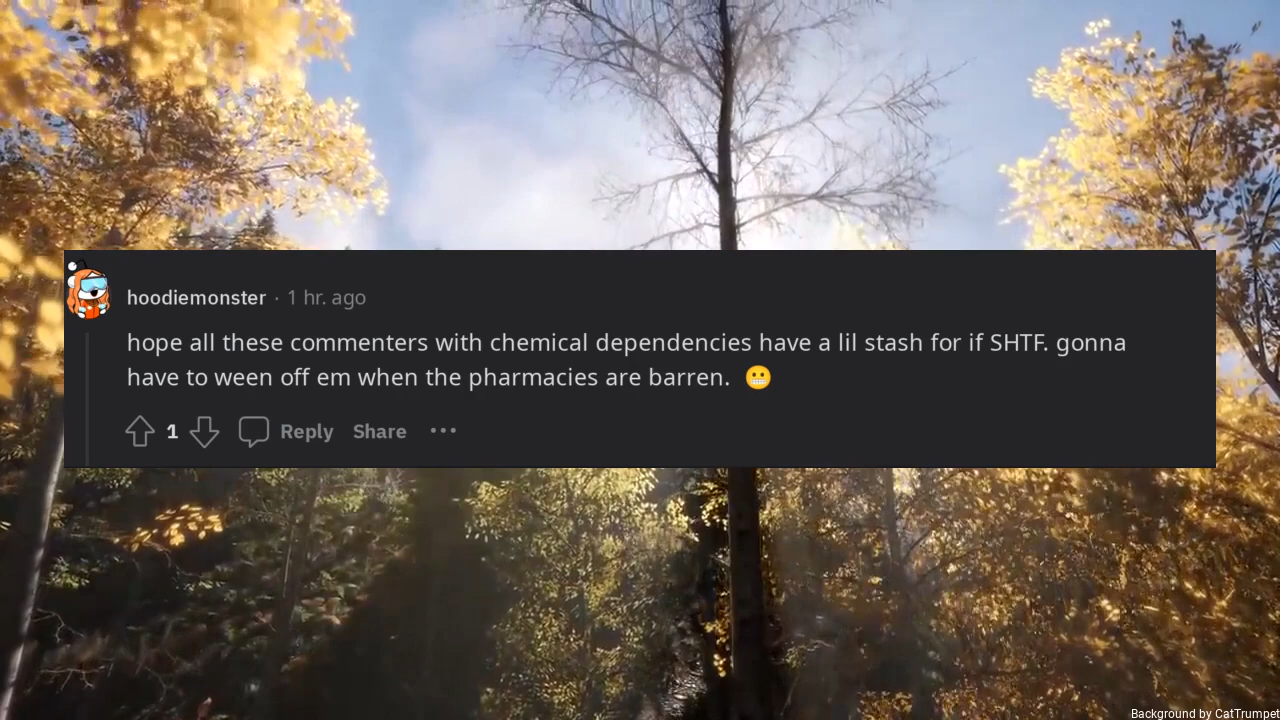 hoodiemonster · 1 hr. ago
hope all these commenters with chemical dependencies have a lil stash for if SHTF. gonna
have to ween off em when the pharmacies are barren. 😬
1 Reply Share •••
Background by CatTrumpet